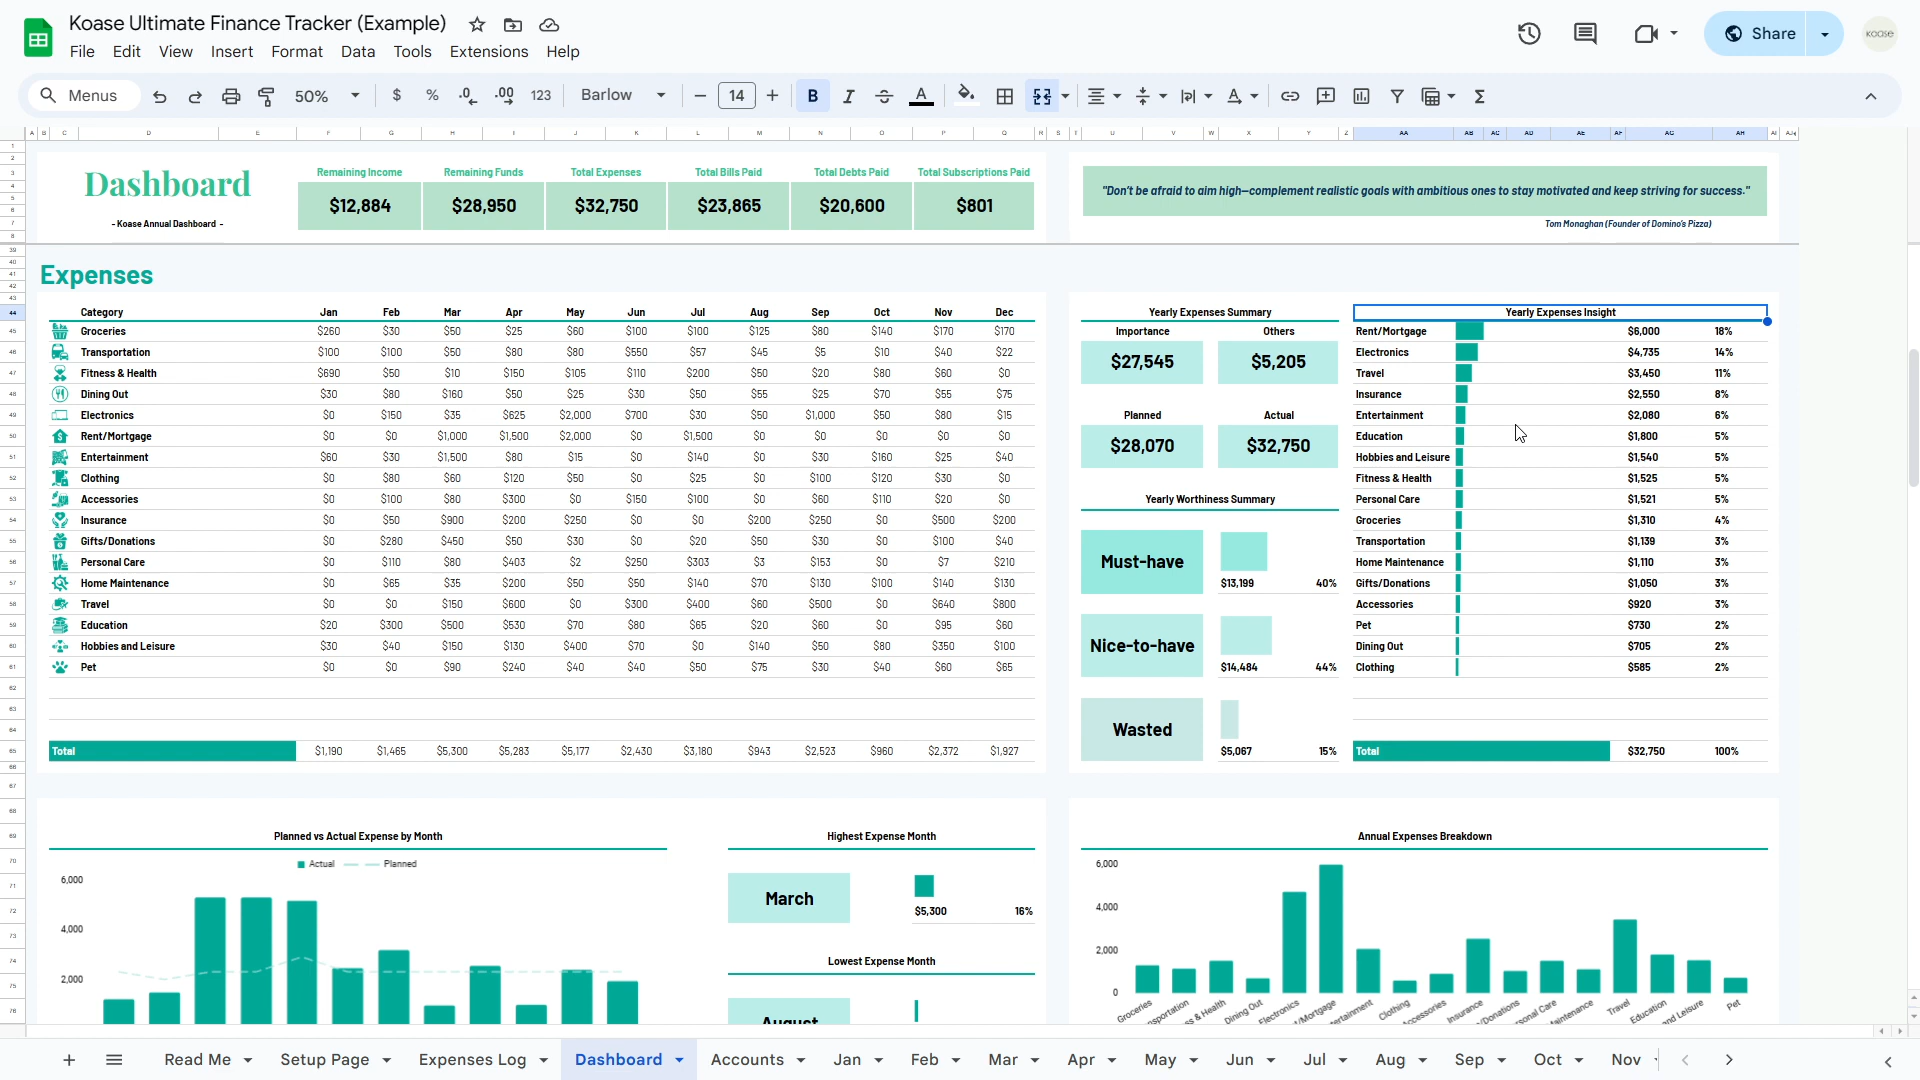 Koase Ultimate Finance Tracker (Example)
File Edit View Insert Format Data Tools Extensions Help
Share
koase
Menus 50% $ % .0 .00 123 Barlow 14 B I A Σ
A B C D E F G H I J K L M N O P Q R S T U V W X Y Z AA AB AC AD AE AF AG AH AI AJ
Dashboard
- Koase Annual Dashboard -
Remaining Income Remaining Funds Total Expenses Total Bills Paid Total Debts Paid Total Subscriptions Paid
$12,884 $28,950 $32,750 $23,865 $20,600 $801
"Don't be afraid to aim high—complement realistic goals with ambitious ones to stay motivated and keep striving for success."
Tom Monaghan (Founder of Domino's Pizza)
Expenses
Category Jan Feb Mar Apr May Jun Jul Aug Sep Oct Nov Dec
Groceries $260 $30 $50 $25 $60 $100 $100 $125 $80 $140 $170 $170
Transportation $100 $100 $50 $80 $80 $550 $57 $45 $5 $10 $40 $22
Fitness & Health $690 $50 $10 $150 $105 $110 $200 $50 $20 $80 $60 $0
Dining Out $30 $80 $160 $50 $25 $30 $50 $55 $25 $70 $55 $75
Electronics $0 $150 $35 $625 $2,000 $700 $30 $50 $1,000 $50 $80 $15
Rent/Mortgage $0 $0 $1,000 $1,500 $2,000 $0 $1,500 $0 $0 $0 $0 $0
Entertainment $60 $30 $1,500 $80 $15 $0 $140 $0 $30 $160 $25 $40
Clothing $0 $80 $60 $120 $50 $0 $25 $0 $100 $120 $30 $0
Accessories $0 $100 $80 $300 $0 $150 $100 $0 $60 $110 $20 $0
Insurance $0 $50 $900 $200 $250 $0 $0 $200 $250 $0 $500 $200
Gifts/Donations $0 $280 $450 $50 $30 $0 $20 $50 $30 $0 $100 $40
Personal Care $0 $110 $80 $403 $2 $250 $303 $3 $153 $0 $7 $210
Home Maintenance $0 $65 $35 $200 $50 $50 $140 $70 $130 $100 $140 $130
Travel $0 $0 $150 $600 $0 $300 $400 $60 $500 $0 $640 $800
Education $20 $300 $500 $530 $70 $80 $65 $20 $60 $0 $95 $60
Hobbies and Leisure $30 $40 $150 $130 $400 $70 $0 $140 $50 $80 $350 $100
Pet $0 $0 $90 $240 $40 $40 $50 $75 $30 $40 $60 $65
Total $1,190 $1,465 $5,300 $5,283 $5,177 $2,430 $3,180 $943 $2,523 $960 $2,372 $1,927
Yearly Expenses Summary
Importance Others
$27,545 $5,205
Planned Actual
$28,070 $32,750
Yearly Worthiness Summary
Must-have
$13,199 40%
Nice-to-have
$14,484 44%
Wasted
$5,067 15%
Yearly Expenses Insight
Rent/Mortgage $6,000 18%
Electronics $4,735 14%
Travel $3,450 11%
Insurance $2,550 8%
Entertainment $2,080 6%
Education $1,800 5%
Hobbies and Leisure $1,540 5%
Fitness & Health $1,525 5%
Personal Care $1,521 5%
Groceries $1,310 4%
Transportation $1,139 3%
Home Maintenance $1,110 3%
Gifts/Donations $1,050 3%
Accessories $920 3%
Pet $730 2%
Dining Out $705 2%
Clothing $585 2%
Total $32,750 100%
Planned vs Actual Expense by Month
Actual Planned
6,000
4,000
2,000
Highest Expense Month
March
$5,300 16%
Lowest Expense Month
August
Annual Expenses Breakdown
6,000
4,000
2,000
0
Groceries sportation s & Health Dining Out Electronics t/Mortgage ertainment Clothing ccessories Insurance /Donations sonal Care aintenance Travel Education and Leisure Pet
Read Me Setup Page Expenses Log Dashboard Accounts Jan Feb Mar Apr May Jun Jul Aug Sep Oct Nov